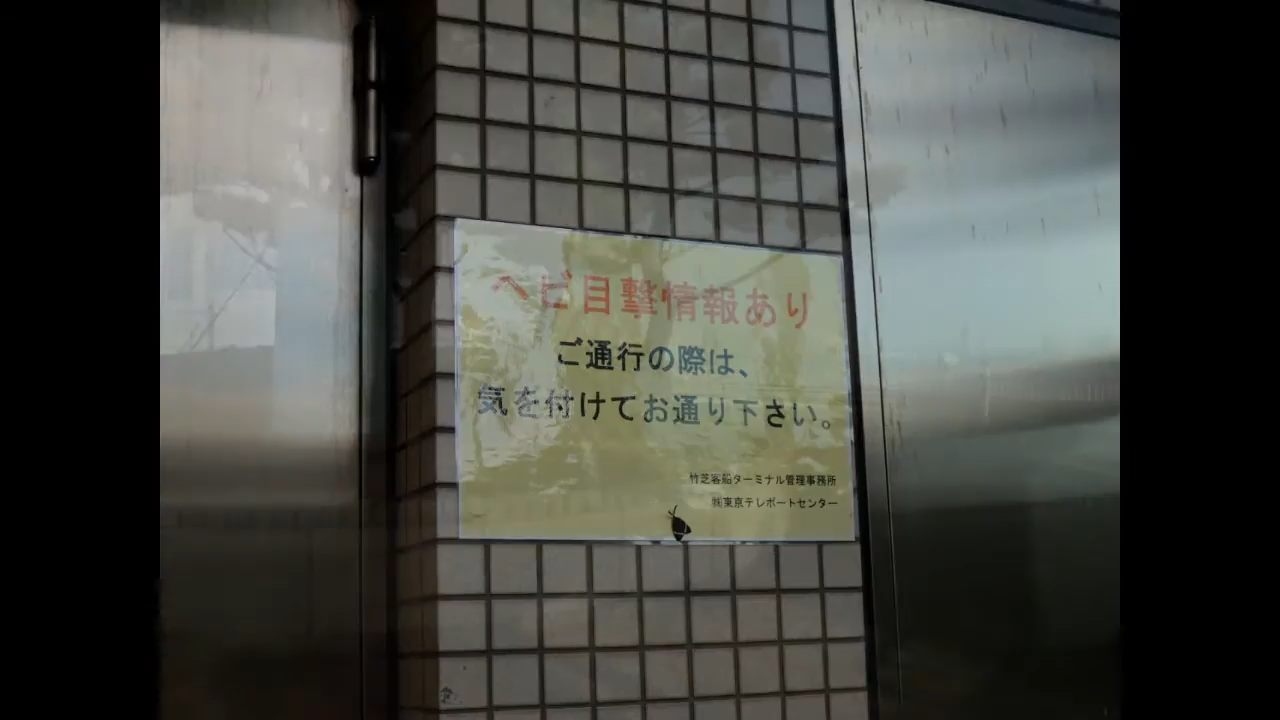 ヘビ目撃情報あり
ご通行の際は、
気を付けてお通り下さい。
竹芝客船ターミナル管理事務所
㈱東京テレポートセンター